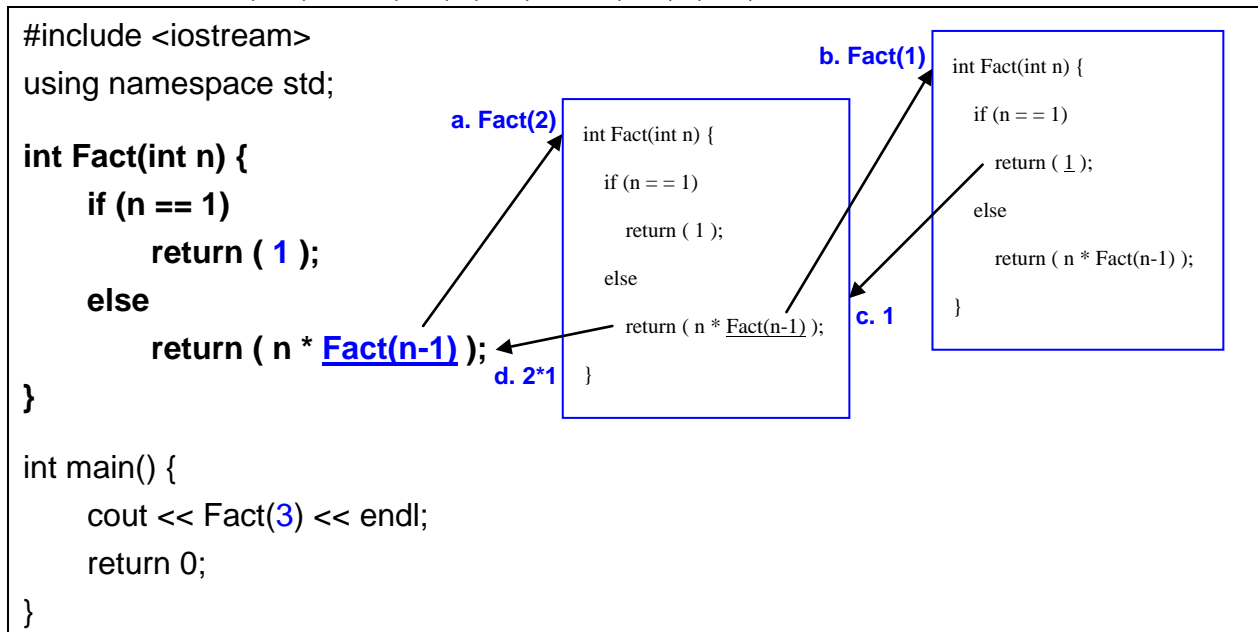 #include <iostream>
using namespace std;
int Fact(int n) {
if (n == 1)
return ( 1 );
else
return ( n * Fact(n-1) );
}
int main() {
cout << Fact(3) << endl;
return 0;
}
a. Fact(2)
int Fact(int n) {
if (n = = 1)
return ( 1 );
else
return ( n * Fact(n-1) );
}
d. 2*1
b. Fact(1)
int Fact(int n) {
if (n = = 1)
return ( 1 );
else
return ( n * Fact(n-1) );
}
c. 1